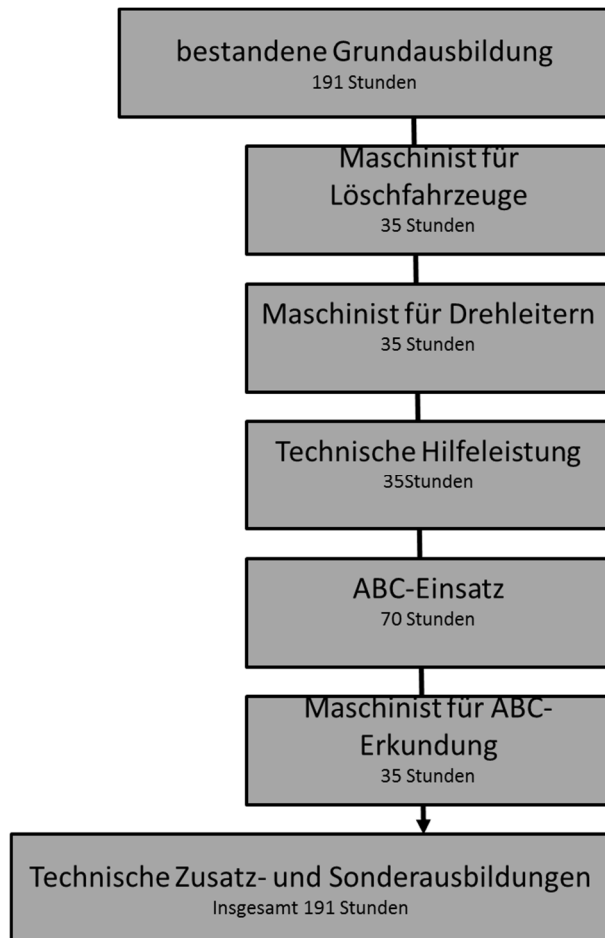 bestandene Grundausbildung
191 Stunden
Maschinist für
Löschfahrzeuge
35 Stunden
Maschinist für Drehleitern
35 Stunden
Technische Hilfeleistung
35Stunden
ABC-Einsatz
70 Stunden
Maschinist für ABC-
Erkundung
35 Stunden
Technische Zusatz- und Sonderausbildungen
Insgesamt 191 Stunden